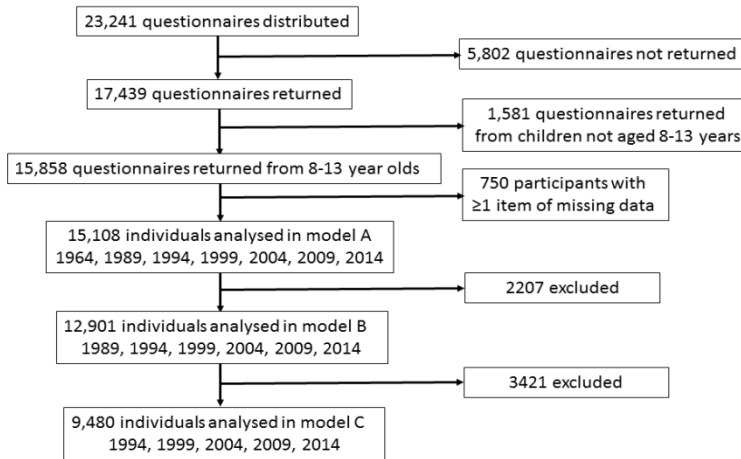 23,241 questionnaires distributed
5,802 questionnaires not returned
17,439 questionnaires returned
1,581 questionnaires returned
from children not aged 8-13 years
15,858 questionnaires returned from 8-13 year olds
750 participants with
≥1 item of missing data
15,108 individuals analysed in model A
1964, 1989, 1994, 1999, 2004, 2009, 2014
2207 excluded
12,901 individuals analysed in model B
1989, 1994, 1999, 2004, 2009, 2014
3421 excluded
9,480 individuals analysed in model C
1994, 1999, 2004, 2009, 2014